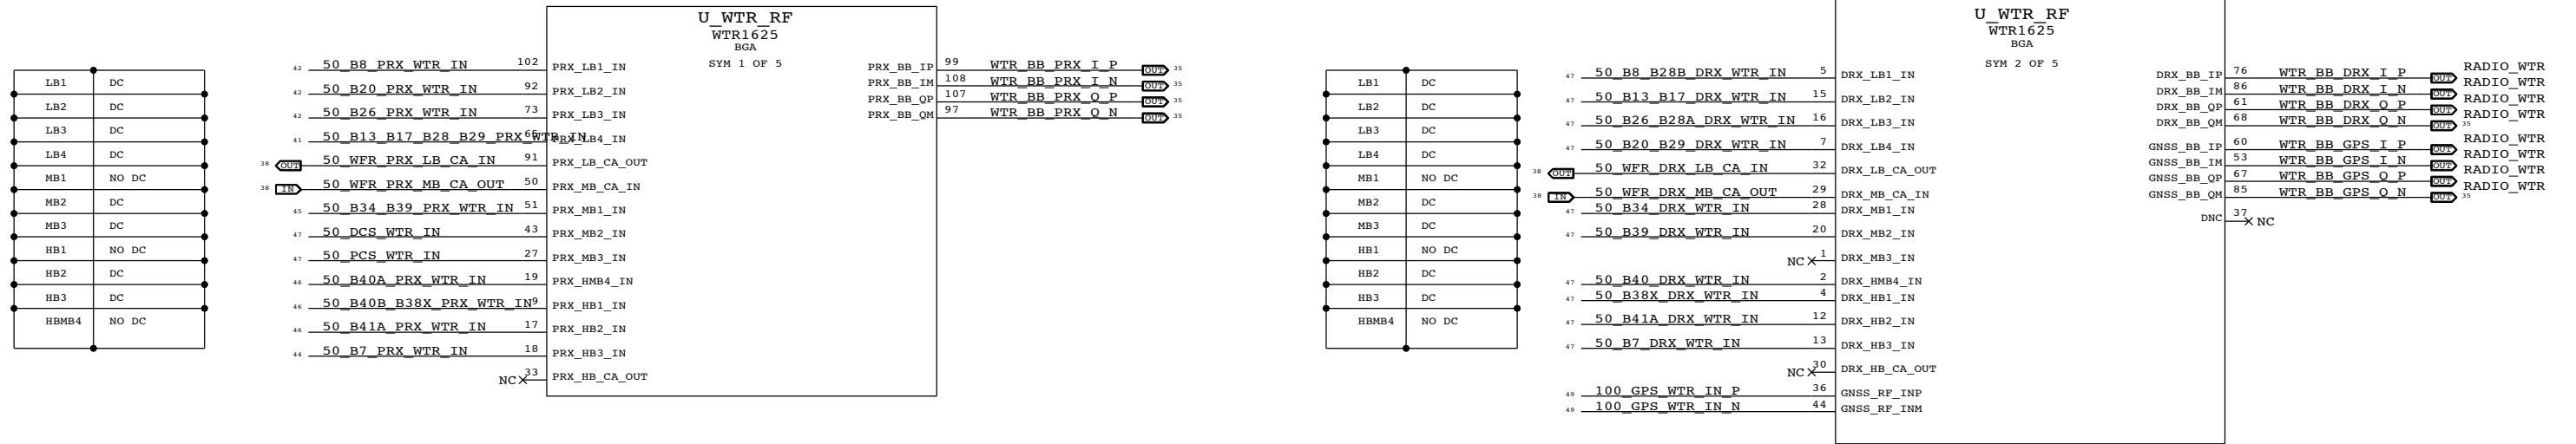 U_WTR_RF
WTR1625
BGA
SYM 1 OF 5
LB1 DC
LB2 DC
LB3 DC
LB4 DC
MB1 NO DC
MB2 DC
MB3 DC
HB1 NO DC
HB2 DC
HB3 DC
HBMB4 NO DC
42 50_B8_PRX_WTR_IN 102 PRX_LB1_IN
42 50_B20_PRX_WTR_IN 92 PRX_LB2_IN
42 50_B26_PRX_WTR_IN 73 PRX_LB3_IN
41 50_B13_B17_B28_B29_PRX_WTR_IN PRX_LB4_IN
38 OUT 50_WFR_PRX_LB_CA_IN 91 PRX_LB_CA_OUT
38 IN 50_WFR_PRX_MB_CA_OUT 50 PRX_MB_CA_IN
45 50_B34_B39_PRX_WTR_IN 51 PRX_MB1_IN
47 50_DCS_WTR_IN 43 PRX_MB2_IN
47 50_PCS_WTR_IN 27 PRX_MB3_IN
46 50_B40A_PRX_WTR_IN 19 PRX_HMB4_IN
46 50_B40B_B38X_PRX_WTR_IN 9 PRX_HB1_IN
46 50_B41A_PRX_WTR_IN 17 PRX_HB2_IN
44 50_B7_PRX_WTR_IN 18 PRX_HB3_IN
NC 33 PRX_HB_CA_OUT
PRX_BB_IP 99 WTR_BB_PRX_I_P OUT 35
PRX_BB_IM 108 WTR_BB_PRX_I_N OUT 35
PRX_BB_QP 107 WTR_BB_PRX_Q_P OUT 35
PRX_BB_QM 97 WTR_BB_PRX_Q_N OUT 35
U_WTR_RF
WTR1625
BGA
SYM 2 OF 5
LB1 DC
LB2 DC
LB3 DC
LB4 DC
MB1 NO DC
MB2 DC
MB3 DC
HB1 NO DC
HB2 DC
HB3 DC
HBMB4 NO DC
47 50_B8_B28B_DRX_WTR_IN 5 DRX_LB1_IN
47 50_B13_B17_DRX_WTR_IN 15 DRX_LB2_IN
47 50_B26_B28A_DRX_WTR_IN 16 DRX_LB3_IN
47 50_B20_B29_DRX_WTR_IN 7 DRX_LB4_IN
38 OUT 50_WFR_DRX_LB_CA_IN 32 DRX_LB_CA_OUT
38 IN 50_WFR_DRX_MB_CA_OUT 29 DRX_MB_CA_IN
47 50_B34_DRX_WTR_IN 28 DRX_MB1_IN
47 50_B39_DRX_WTR_IN 20 DRX_MB2_IN
NC 1 DRX_MB3_IN
47 50_B40_DRX_WTR_IN 2 DRX_HMB4_IN
47 50_B38X_DRX_WTR_IN 4 DRX_HB1_IN
47 50_B41A_DRX_WTR_IN 12 DRX_HB2_IN
47 50_B7_DRX_WTR_IN 13 DRX_HB3_IN
NC 30 DRX_HB_CA_OUT
49 100_GPS_WTR_IN_P 36 GNSS_RF_INP
49 100_GPS_WTR_IN_N 44 GNSS_RF_INM
DRX_BB_IP 76 WTR_BB_DRX_I_P OUT RADIO_WTR
DRX_BB_IM 86 WTR_BB_DRX_I_N OUT RADIO_WTR
DRX_BB_QP 61 WTR_BB_DRX_Q_P OUT RADIO_WTR
DRX_BB_QM 68 WTR_BB_DRX_Q_N OUT 35 RADIO_WTR
GNSS_BB_IP 60 WTR_BB_GPS_I_P OUT RADIO_WTR
GNSS_BB_IM 53 WTR_BB_GPS_I_N OUT RADIO_WTR
GNSS_BB_QP 67 WTR_BB_GPS_Q_P OUT RADIO_WTR
GNSS_BB_QM 85 WTR_BB_GPS_Q_N OUT 35 RADIO_WTR
DNC 37 NC